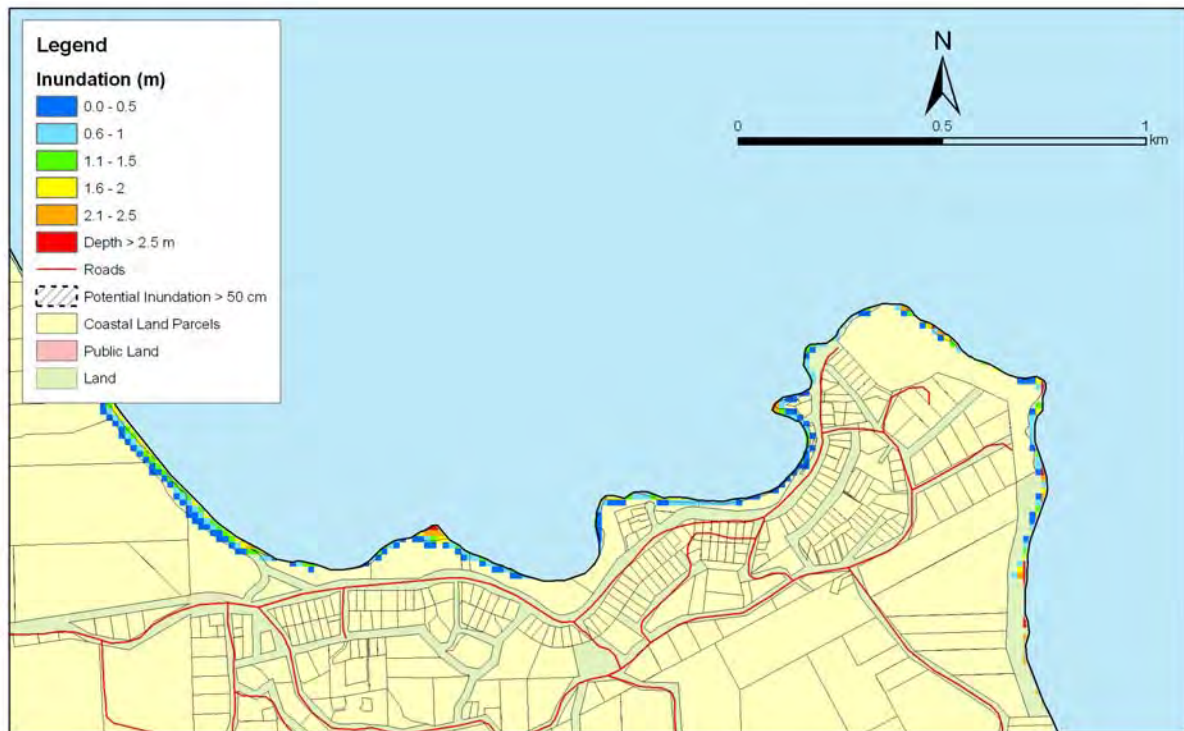 Legend
Inundation (m)
0.0 - 0.5
0.6 - 1
1.1 - 1.5
1.6 - 2
2.1 - 2.5
Depth > 2.5 m
Roads
Potential Inundation > 50 cm
Coastal Land Parcels
Public Land
Land
N
0 0.5 1
km